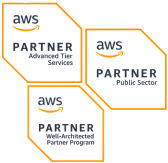 aws
PARTNER
Advanced Tier
Services
aws
PARTNER
Public Sector
aws
PARTNER
Well-Architected
Partner Program